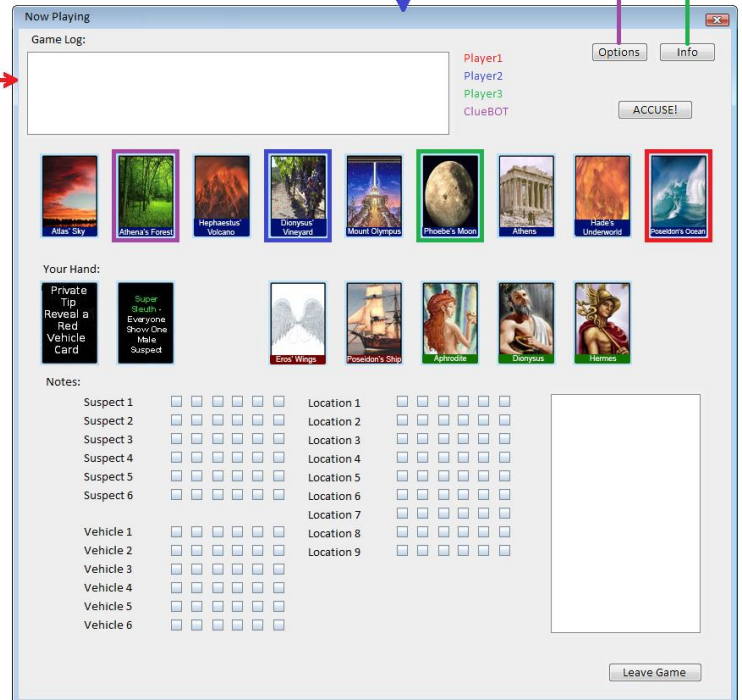 Now Playing
Game Log:
Options
Info
Player1
Player2
Player3
ClueBOT
ACCUSE!
Atlas' Sky
Athena's Forest
Hephaestus'
Volcano
Dionysus'
Vineyard
Mount Olympus
Phoebe's Moon
Athens
Hade's
Underworld
Poseidon's Ocean
Your Hand:
Private
Tip
Reveal a
Red
Vehicle
Card
Super
Sleuth -
Everyone
Show One
Male
Suspect
Eros' Wings
Poseidon's Ship
Aphrodite
Dionysus
Hermes
Notes:
Suspect 1
Suspect 2
Suspect 3
Suspect 4
Suspect 5
Suspect 6
Vehicle 1
Vehicle 2
Vehicle 3
Vehicle 4
Vehicle 5
Vehicle 6
Location 1
Location 2
Location 3
Location 4
Location 5
Location 6
Location 7
Location 8
Location 9
Leave Game